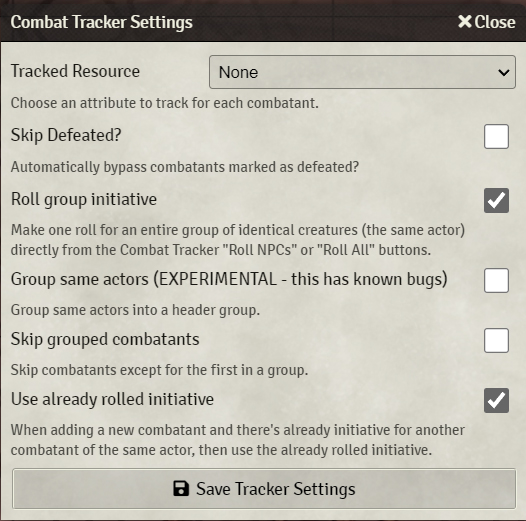 Combat Tracker Settings
Close
Tracked Resource
None
Choose an attribute to track for each combatant.
Skip Defeated?
Automatically bypass combatants marked as defeated?
Roll group initiative
Make one roll for an entire group of identical creatures (the same actor)
directly from the Combat Tracker "Roll NPCs" or "Roll All" buttons.
Group same actors (EXPERIMENTAL - this has known bugs)
Group same actors into a header group.
Skip grouped combatants
Skip combatants except for the first in a group.
Use already rolled initiative
When adding a new combatant and there's already initiative for another
combatant of the same actor, then use the already rolled initiative.
Save Tracker Settings